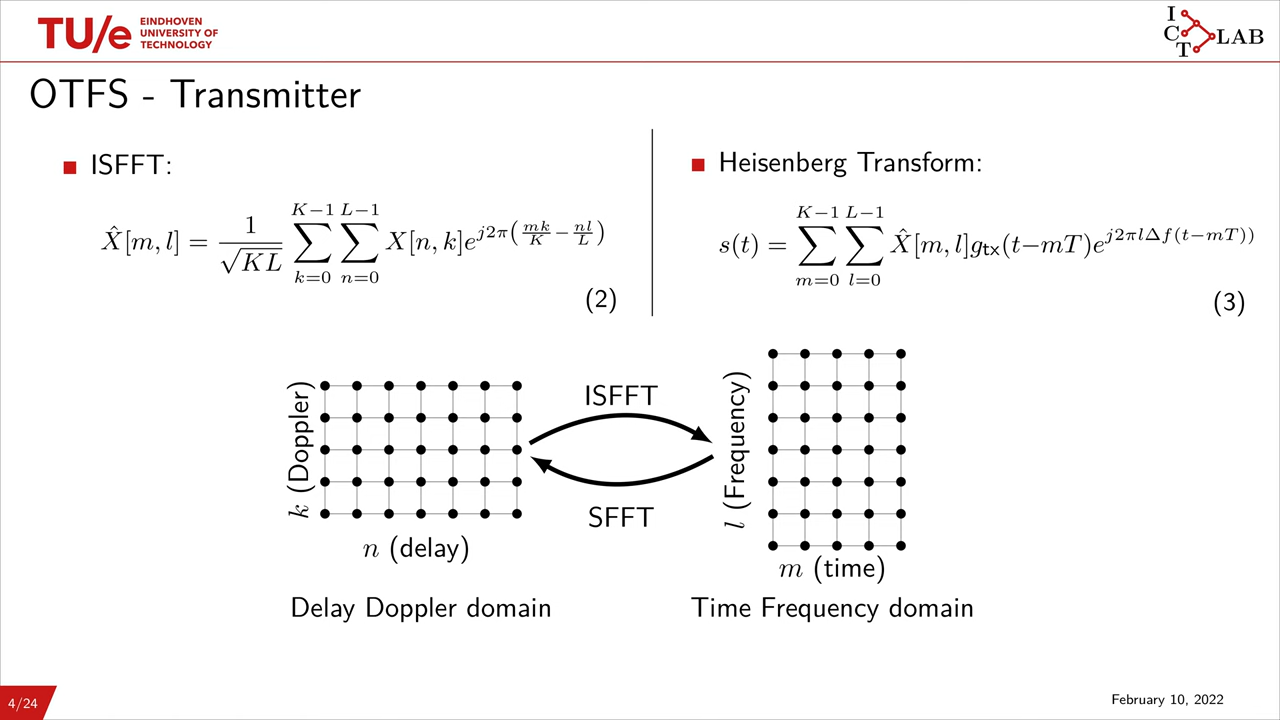 TU/e EINDHOVEN
UNIVERSITY OF
TECHNOLOGY
I
C
T LAB
OTFS - Transmitter
ISFFT:
X̂[m, l] = 1/√KL ∑_{k=0}^{K−1} ∑_{n=0}^{L−1} X[n, k]e^{j2π(mk/K − nl/L)}
(2)
Heisenberg Transform:
s(t) = ∑_{m=0}^{K−1} ∑_{l=0}^{L−1} X̂[m, l]g_{tx}(t−mT)e^{j2πlΔf(t−mT))}
(3)
k (Doppler)
n (delay)
Delay Doppler domain
ISFFT
SFFT
l (Frequency)
m (time)
Time Frequency domain
4/24
February 10, 2022